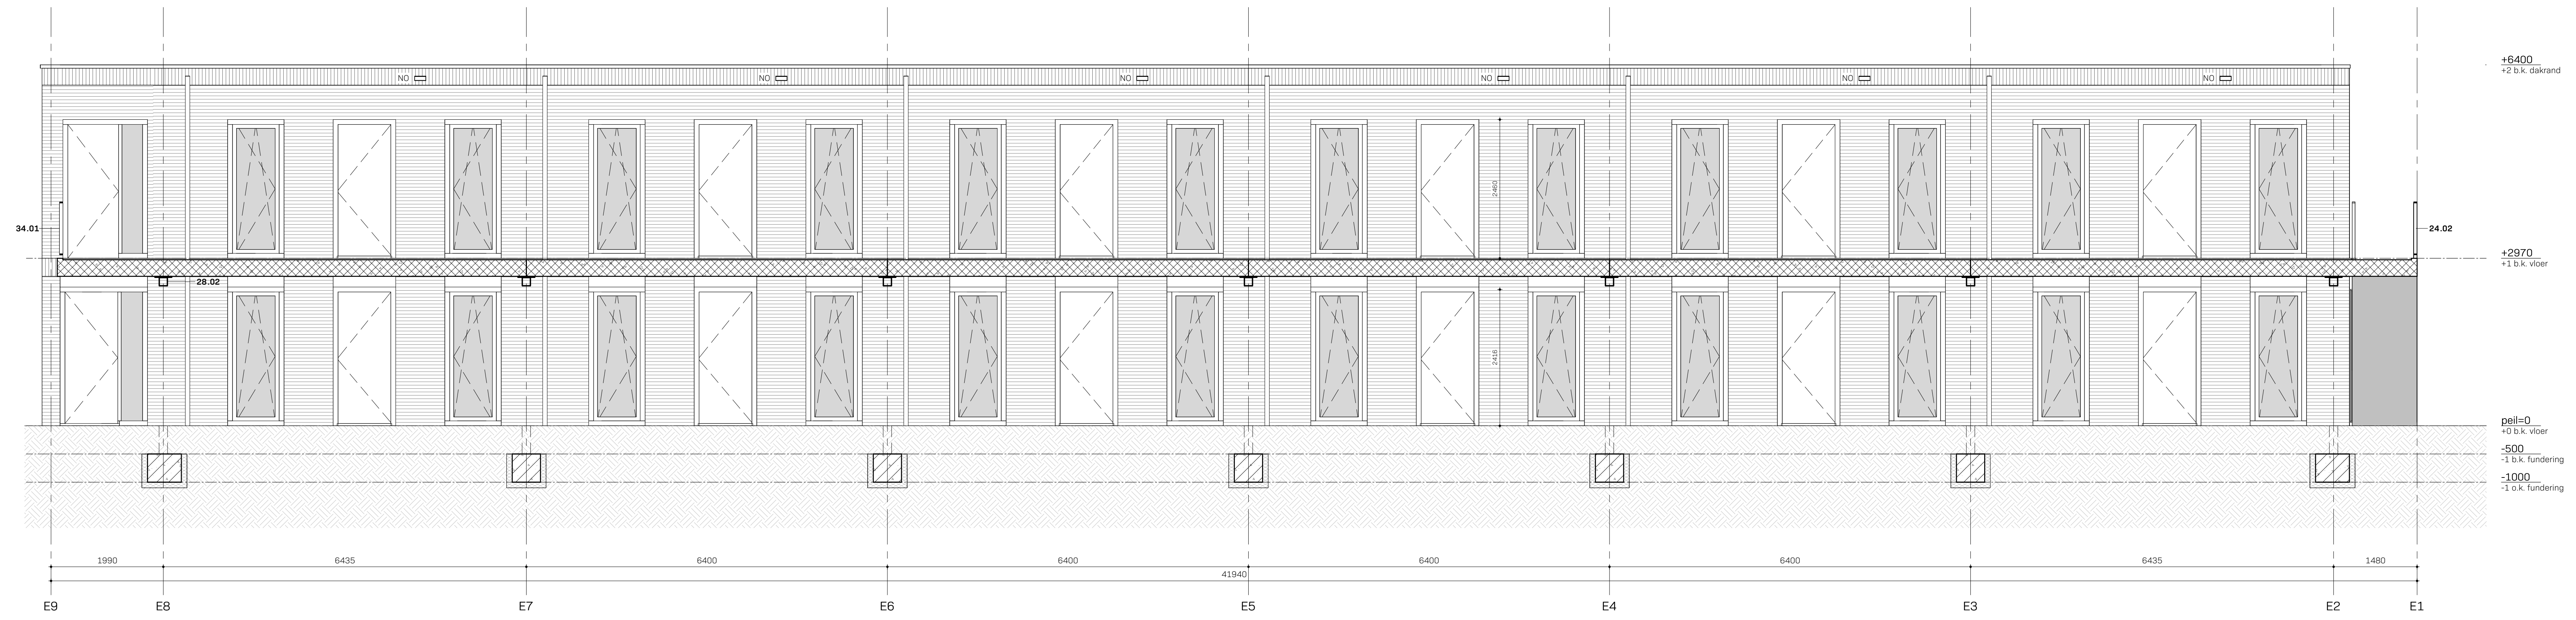 +6400
+2 b.k. dakrand
NO
NO
NO
NO
NO
NO
2460
34.01
24.02
+2970
+1 b.k. vloer
28.02
2416
peil=0
+0 b.k. vloer
-500
-1 b.k. fundering
-1000
-1 o.k. fundering
1990
6435
6400
6400
6400
6400
6435
1480
41940
E9
E8
E7
E6
E5
E4
E3
E2
E1